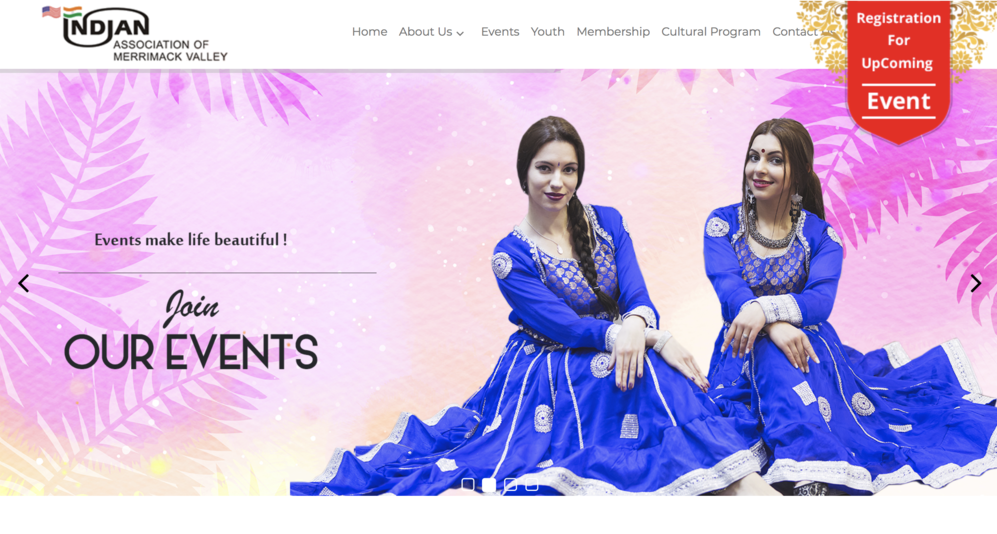 INDIAN
ASSOCIATION OF
MERRIMACK VALLEY
Home About Us Events Youth Membership Cultural Program Contact Us
Registration
For
UpComing
Event
Events make life beautiful !
Join
OUR EVENTS